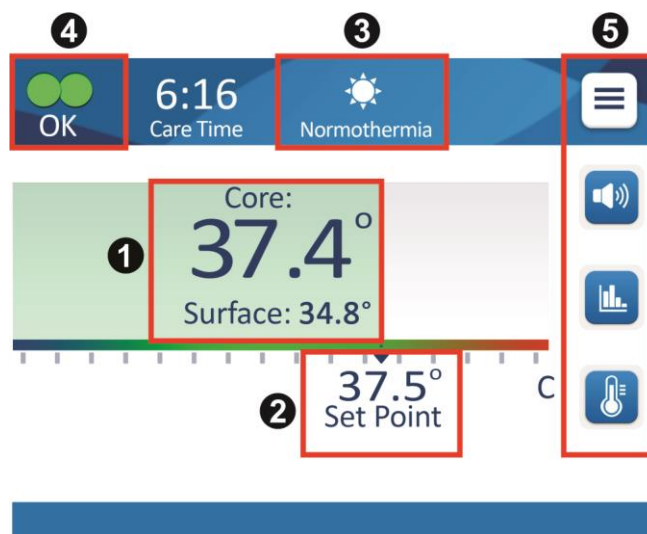 4
3
5
OK
6:16
Care Time
Normothermia
1
Core:
37.4°
Surface: 34.8°
2
37.5°
Set Point
C